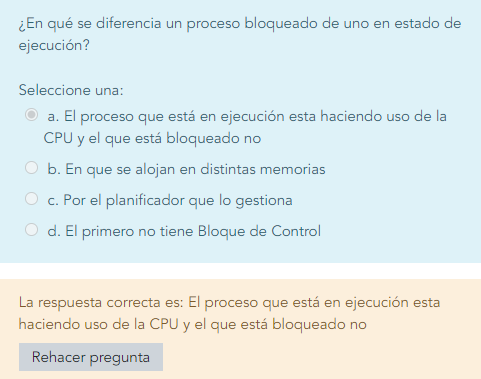 ¿En qué se diferencia un proceso bloqueado de uno en estado de
ejecución?
Seleccione una:
a. El proceso que está en ejecución esta haciendo uso de la
CPU y el que está bloqueado no
b. En que se alojan en distintas memorias
c. Por el planificador que lo gestiona
d. El primero no tiene Bloque de Control
La respuesta correcta es: El proceso que está en ejecución esta
haciendo uso de la CPU y el que está bloqueado no
Rehacer pregunta